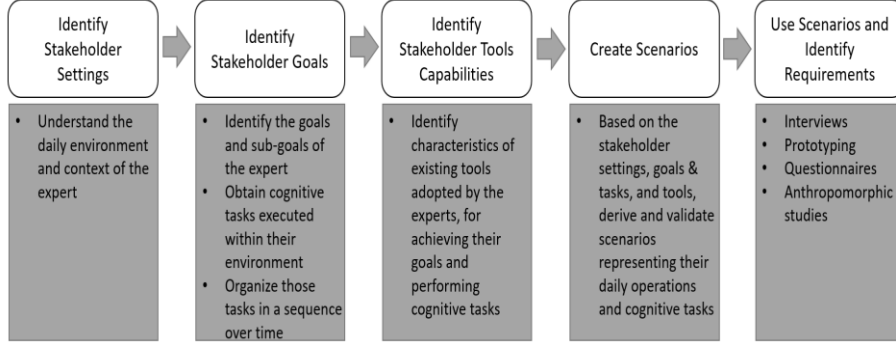 Identify
Stakeholder
Settings
Identify
Stakeholder Goals
Identify
Stakeholder Tools
Capabilities
Create Scenarios
Use Scenarios and
Identify
Requirements
• Understand the
daily environment
and context of the
expert
• Identify the goals
and sub-goals of
the expert
• Obtain cognitive
tasks executed
within their
environment
• Organize those
tasks in a sequence
over time
• Identify
characteristics of
existing tools
adopted by the
experts, for
achieving their
goals and
performing
cognitive tasks
• Based on the
stakeholder
settings, goals &
tasks, and tools,
derive and validate
scenarios
representing their
daily operations
and cognitive tasks
• Interviews
• Prototyping
• Questionnaires
• Anthropomorphic
studies